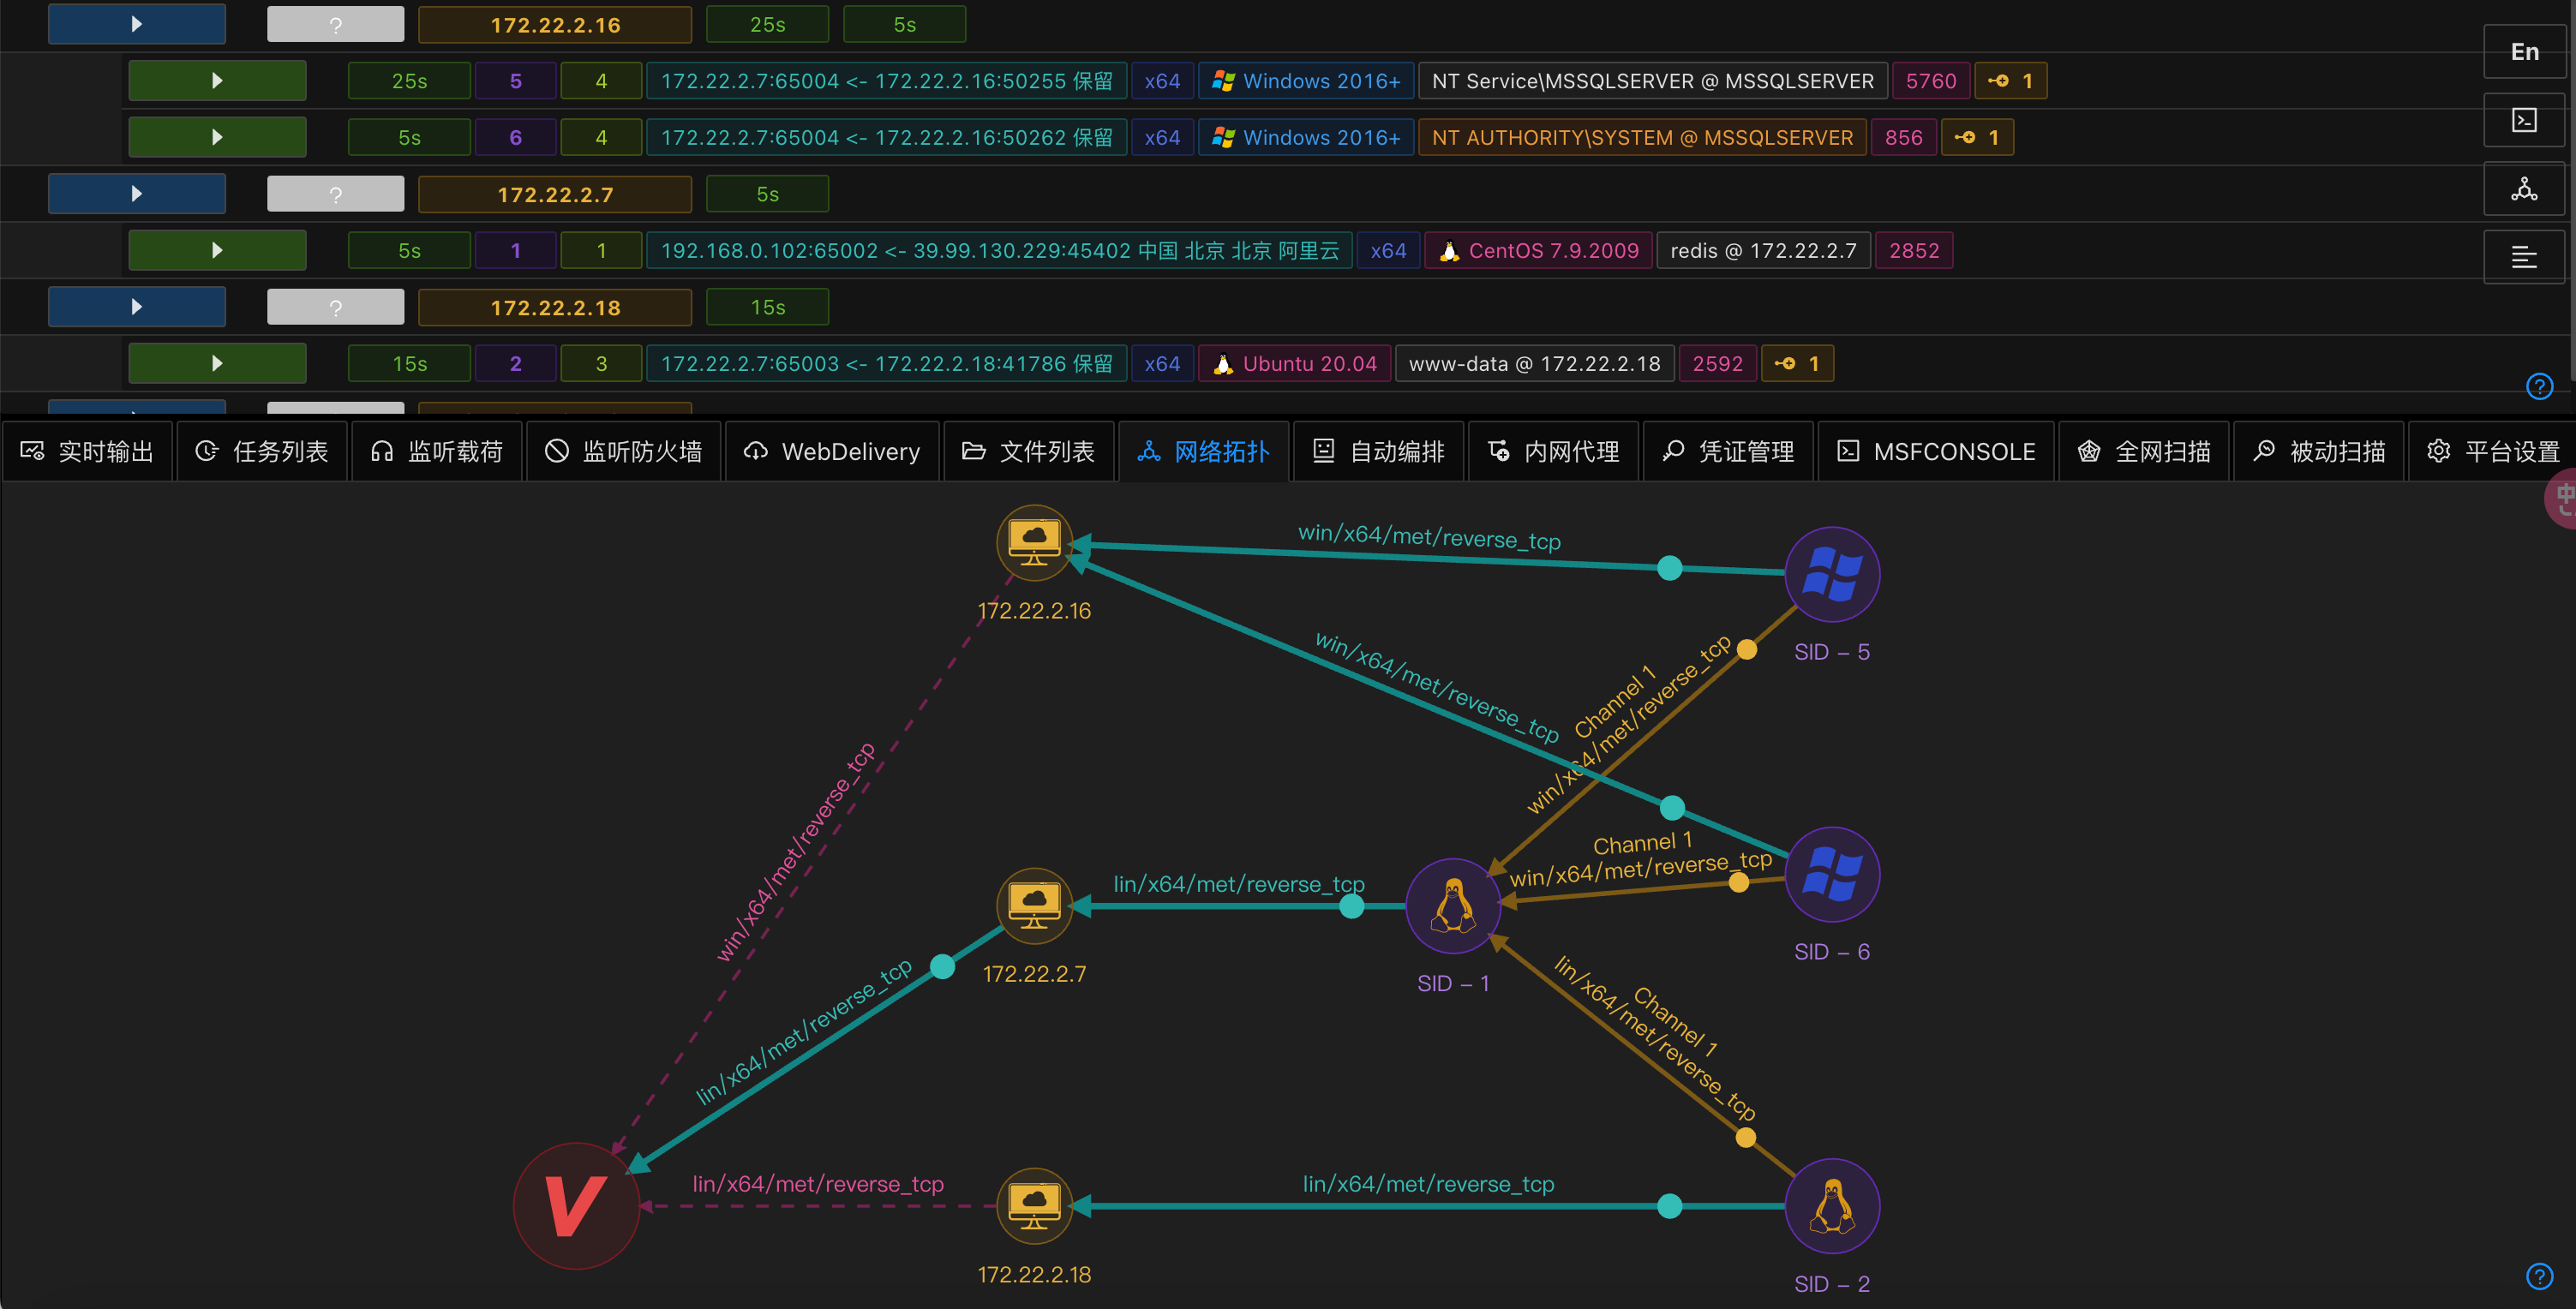 ? 172.22.2.16 25s 5s
En
25s 5 4 172.22.2.7:65004 <- 172.22.2.16:50255 保留 x64 Windows 2016+ NT Service\MSSQLSERVER @ MSSQLSERVER 5760 1
5s 6 4 172.22.2.7:65004 <- 172.22.2.16:50262 保留 x64 Windows 2016+ NT AUTHORITY\SYSTEM @ MSSQLSERVER 856 1
? 172.22.2.7 5s
5s 1 1 192.168.0.102:65002 <- 39.99.130.229:45402 中国 北京 北京 阿里云 x64 CentOS 7.9.2009 redis @ 172.22.2.7 2852
? 172.22.2.18 15s
15s 2 3 172.22.2.7:65003 <- 172.22.2.18:41786 保留 x64 Ubuntu 20.04 www-data @ 172.22.2.18 2592 1
?
实时输出 任务列表 监听载荷 监听防火墙 WebDelivery 文件列表 网络拓扑 自动编排 内网代理 凭证管理 MSFCONSOLE 全网扫描 被动扫描 平台设置
win/x64/met/reverse_tcp
172.22.2.16
SID - 5
win/x64/met/reverse_tcp
Channel 1
win/x64/met/reverse_tcp
win/x64/met/reverse_tcp
Channel 1
win/x64/met/reverse_tcp
lin/x64/met/reverse_tcp
SID - 6
172.22.2.7
SID - 1
lin/x64/met/reverse_tcp
Channel 1
lin/x64/met/reverse_tcp
lin/x64/met/reverse_tcp
lin/x64/met/reverse_tcp
V
172.22.2.18
SID - 2
?